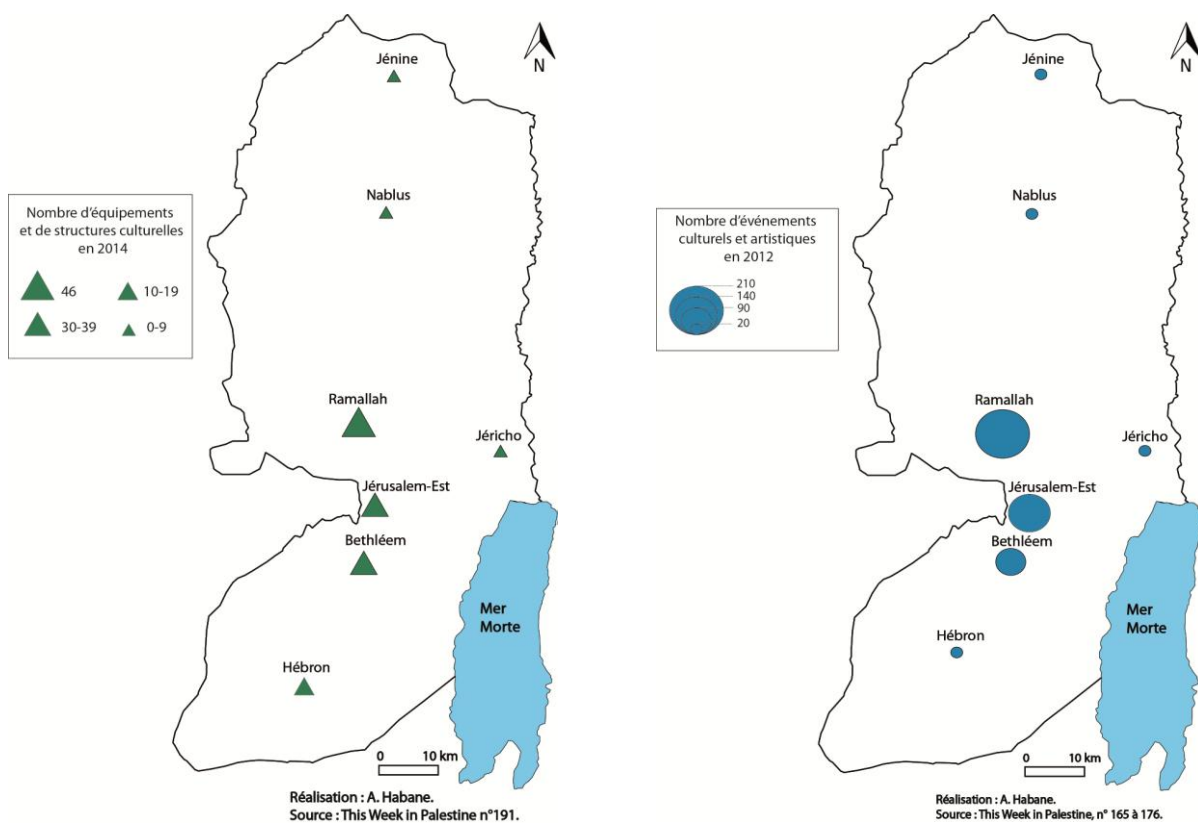 N
Jénine
Nablus
Nombre d'équipements
et de structures culturelles
en 2014
46
10-19
30-39
0-9
Ramallah
Jéricho
Jérusalem-Est
Bethléem
Mer
Morte
Hébron
0 10 km
Réalisation : A. Habane.
Source : This Week in Palestine n°191.
N
Jénine
Nablus
Nombre d'événements
culturels et artistiques
en 2012
210
140
90
20
Ramallah
Jéricho
Jérusalem-Est
Bethléem
Mer
Morte
Hébron
0 10 km
Réalisation : A. Habane.
Source : This Week in Palestine, n° 165 à 176.